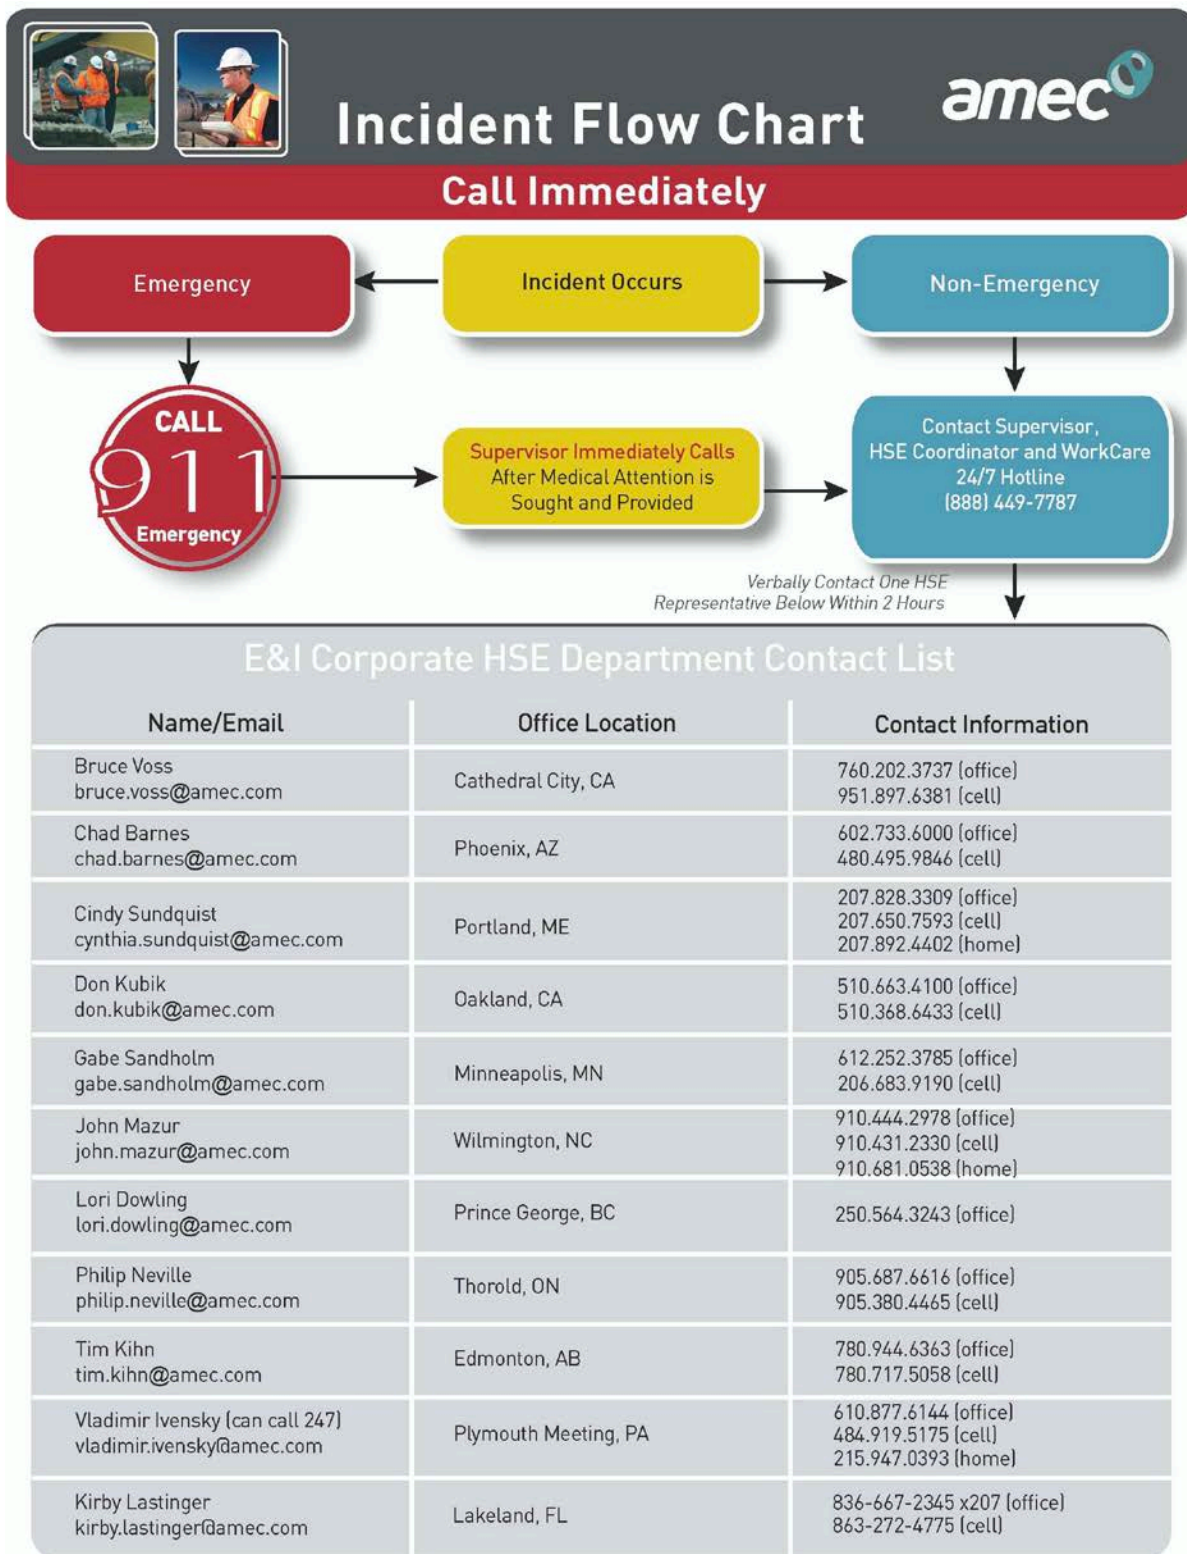 Incident Flow Chart
amec
Call Immediately
Emergency
Incident Occurs
Non-Emergency
CALL
911
Emergency
Supervisor Immediately Calls
After Medical Attention is
Sought and Provided
Contact Supervisor,
HSE Coordinator and WorkCare
24/7 Hotline
(888) 449-7787
Verbally Contact One HSE
Representative Below Within 2 Hours
E&I Corporate HSE Department Contact List
Name/Email
Office Location
Contact Information
Bruce Voss
bruce.voss@amec.com
Cathedral City, CA
760.202.3737 (office)
951.897.6381 (cell)
Chad Barnes
chad.barnes@amec.com
Phoenix, AZ
602.733.6000 (office)
480.495.9846 (cell)
Cindy Sundquist
cynthia.sundquist@amec.com
Portland, ME
207.828.3309 (office)
207.650.7593 (cell)
207.892.4402 (home)
Don Kubik
don.kubik@amec.com
Oakland, CA
510.663.4100 (office)
510.368.6433 (cell)
Gabe Sandholm
gabe.sandholm@amec.com
Minneapolis, MN
612.252.3785 (office)
206.683.9190 (cell)
John Mazur
john.mazur@amec.com
Wilmington, NC
910.444.2978 (office)
910.431.2330 (cell)
910.681.0538 (home)
Lori Dowling
lori.dowling@amec.com
Prince George, BC
250.564.3243 (office)
Philip Neville
philip.neville@amec.com
Thorold, ON
905.687.6616 (office)
905.380.4465 (cell)
Tim Kihn
tim.kihn@amec.com
Edmonton, AB
780.944.6363 (office)
780.717.5058 (cell)
Vladimir Ivensky (can call 247)
vladimir.ivensky@amec.com
Plymouth Meeting, PA
610.877.6144 (office)
484.919.5175 (cell)
215.947.0393 (home)
Kirby Lastinger
kirby.lastinger@amec.com
Lakeland, FL
836-667-2345 x207 (office)
863-272-4775 (cell)